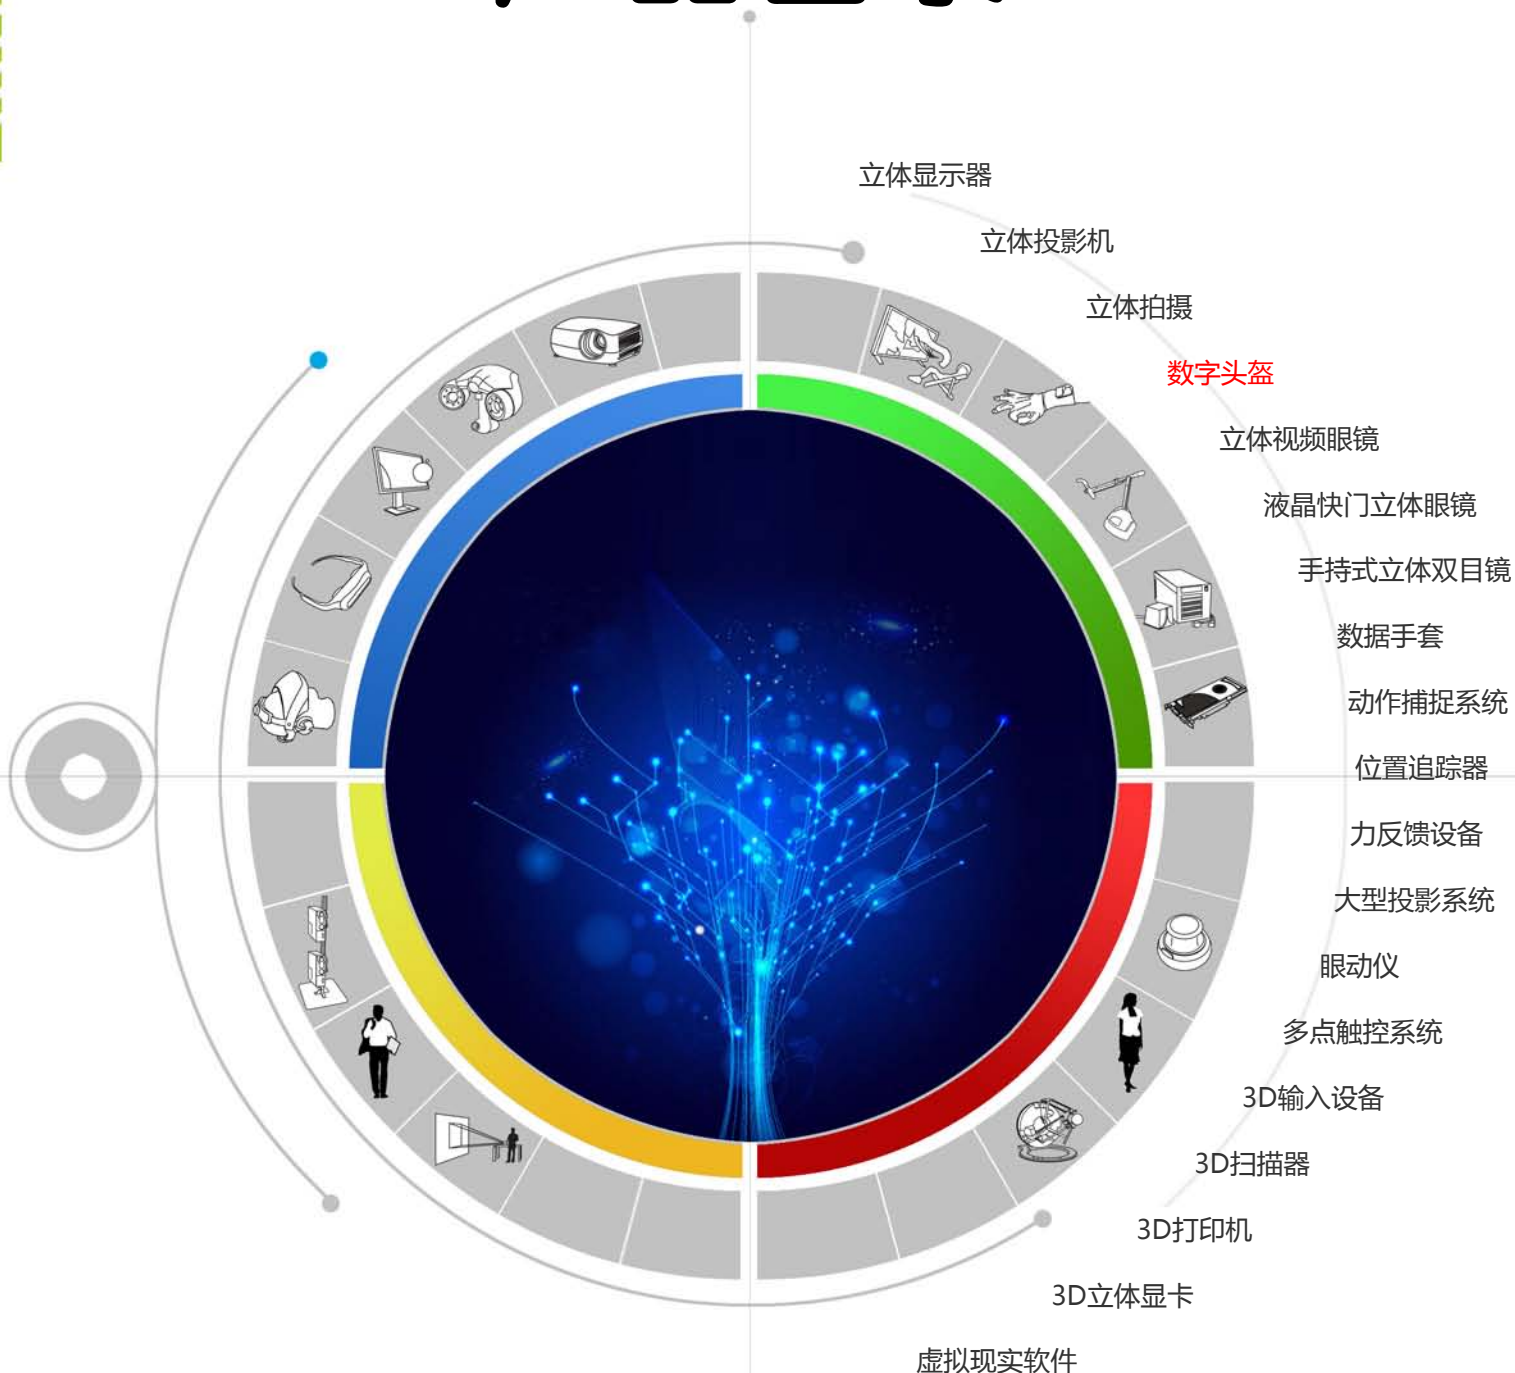 立体显示器
立体投影机
立体拍摄
数字头盔
立体视频眼镜
液晶快门立体眼镜
手持式立体双目镜
数据手套
动作捕捉系统
位置追踪器
力反馈设备
大型投影系统
眼动仪
多点触控系统
3D输入设备
3D扫描器
3D打印机
3D立体显卡
虚拟现实软件